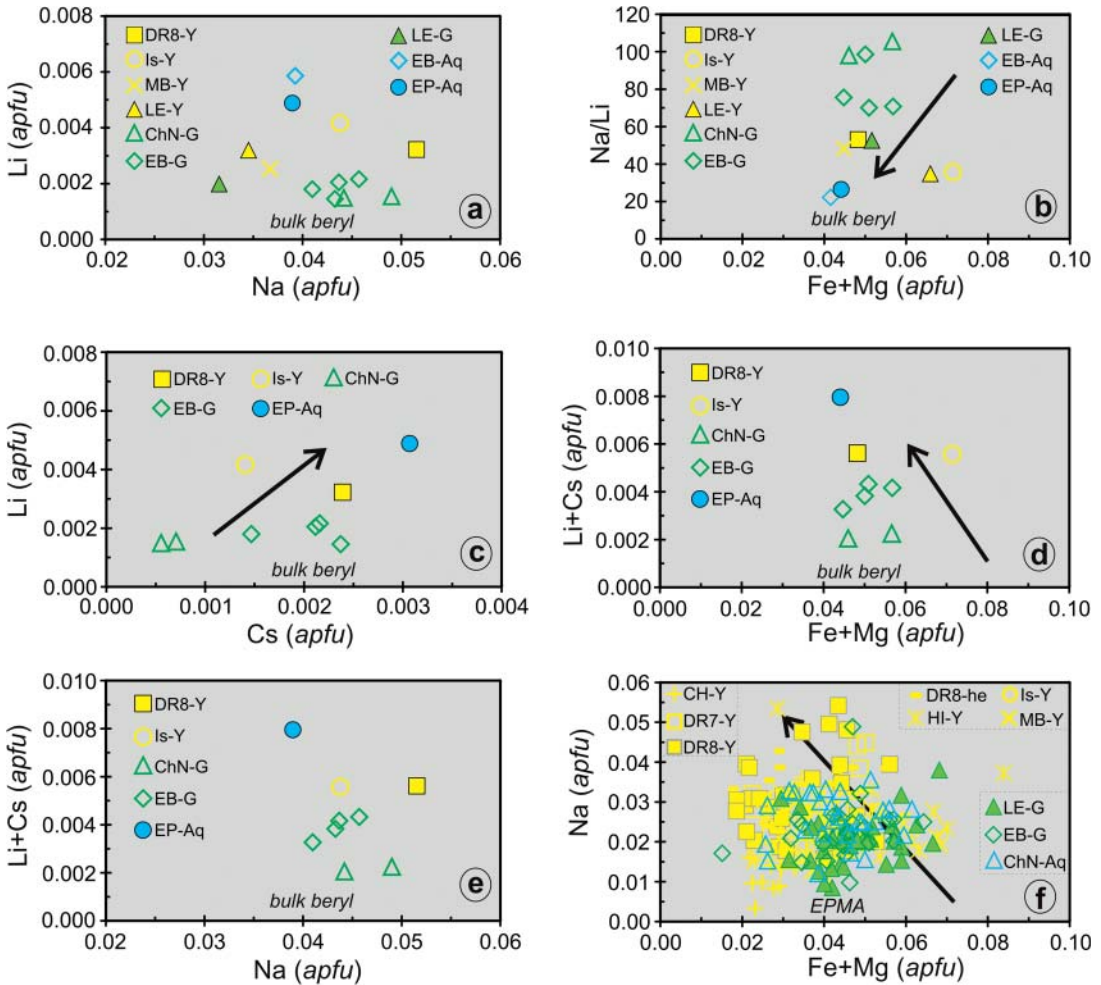 0.008
0.006
0.004
0.002
0.000
Li (apfu)
DR8-Y
Is-Y
MB-Y
LE-Y
ChN-G
EB-G
LE-G
EB-Aq
EP-Aq
bulk beryl
a
0.02 0.03 0.04 0.05 0.06
Na (apfu)
120
100
80
60
40
20
0
Na/Li
DR8-Y
Is-Y
MB-Y
LE-Y
ChN-G
EB-G
LE-G
EB-Aq
EP-Aq
bulk beryl
b
0.00 0.02 0.04 0.06 0.08 0.10
Fe+Mg (apfu)
0.008
0.006
0.004
0.002
0.000
Li (apfu)
DR8-Y Is-Y ChN-G
EB-G EP-Aq
bulk beryl
c
0.000 0.001 0.002 0.003 0.004
Cs (apfu)
0.010
0.008
0.006
0.004
0.002
0.000
Li+Cs (apfu)
DR8-Y
Is-Y
ChN-G
EB-G
EP-Aq
bulk beryl
d
0.00 0.02 0.04 0.06 0.08 0.10
Fe+Mg (apfu)
0.010
0.008
0.006
0.004
0.002
0.000
Li+Cs (apfu)
DR8-Y
Is-Y
ChN-G
EB-G
EP-Aq
bulk beryl
e
0.02 0.03 0.04 0.05 0.06
Na (apfu)
0.06
0.05
0.04
0.03
0.02
0.01
0.00
Na (apfu)
CH-Y
DR7-Y
DR8-Y
DR8-he Is-Y
HI-Y MB-Y
LE-G
EB-G
ChN-Aq
EPMA
f
0.00 0.02 0.04 0.06 0.08 0.10
Fe+Mg (apfu)